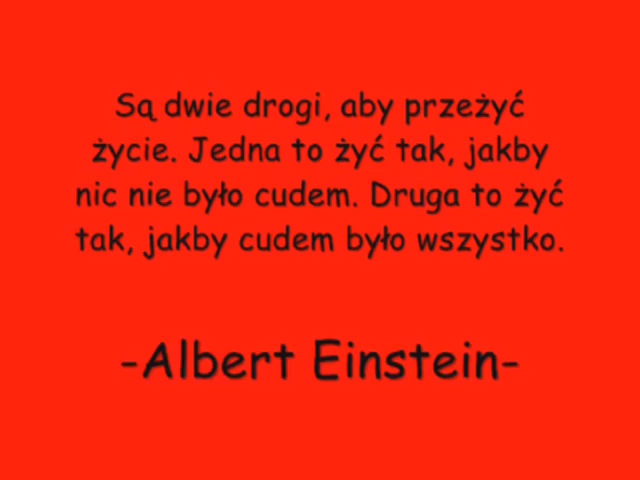 Są dwie drogi, aby przeżyć
życie. Jedna to żyć tak, jakby
nic nie było cudem. Druga to żyć
tak, jakby cudem było wszystko.
-Albert Einstein-